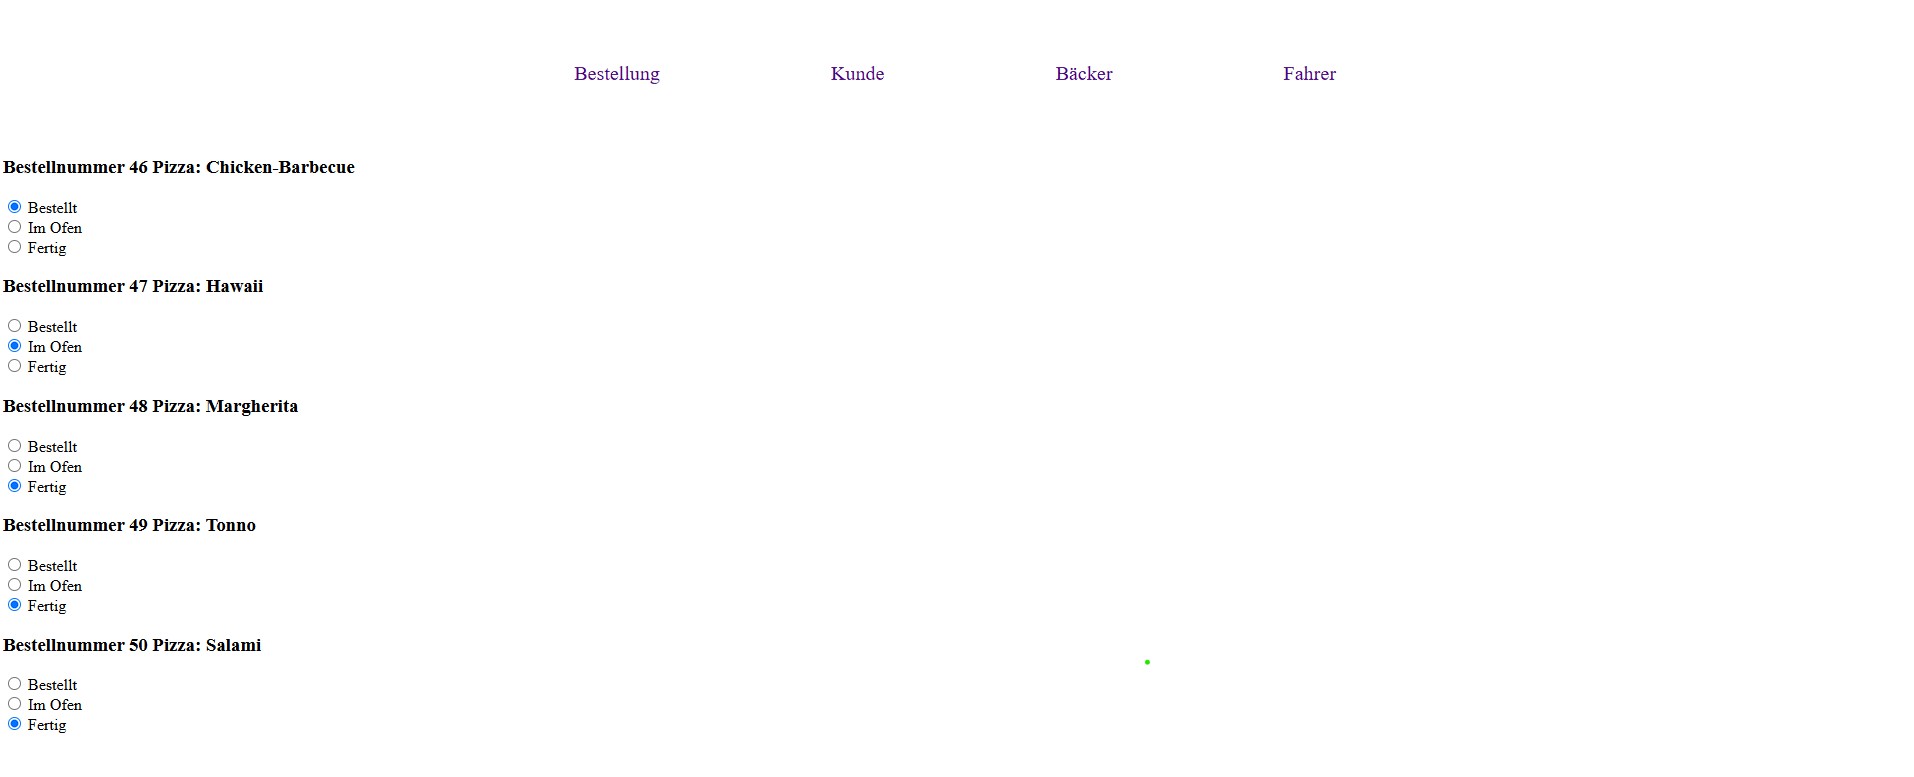 Bestellung Kunde Bäcker Fahrer
Bestellnummer 46 Pizza: Chicken-Barbecue
Bestellt
Im Ofen
Fertig
Bestellnummer 47 Pizza: Hawaii
Bestellt
Im Ofen
Fertig
Bestellnummer 48 Pizza: Margherita
Bestellt
Im Ofen
Fertig
Bestellnummer 49 Pizza: Tonno
Bestellt
Im Ofen
Fertig
Bestellnummer 50 Pizza: Salami
Bestellt
Im Ofen
Fertig